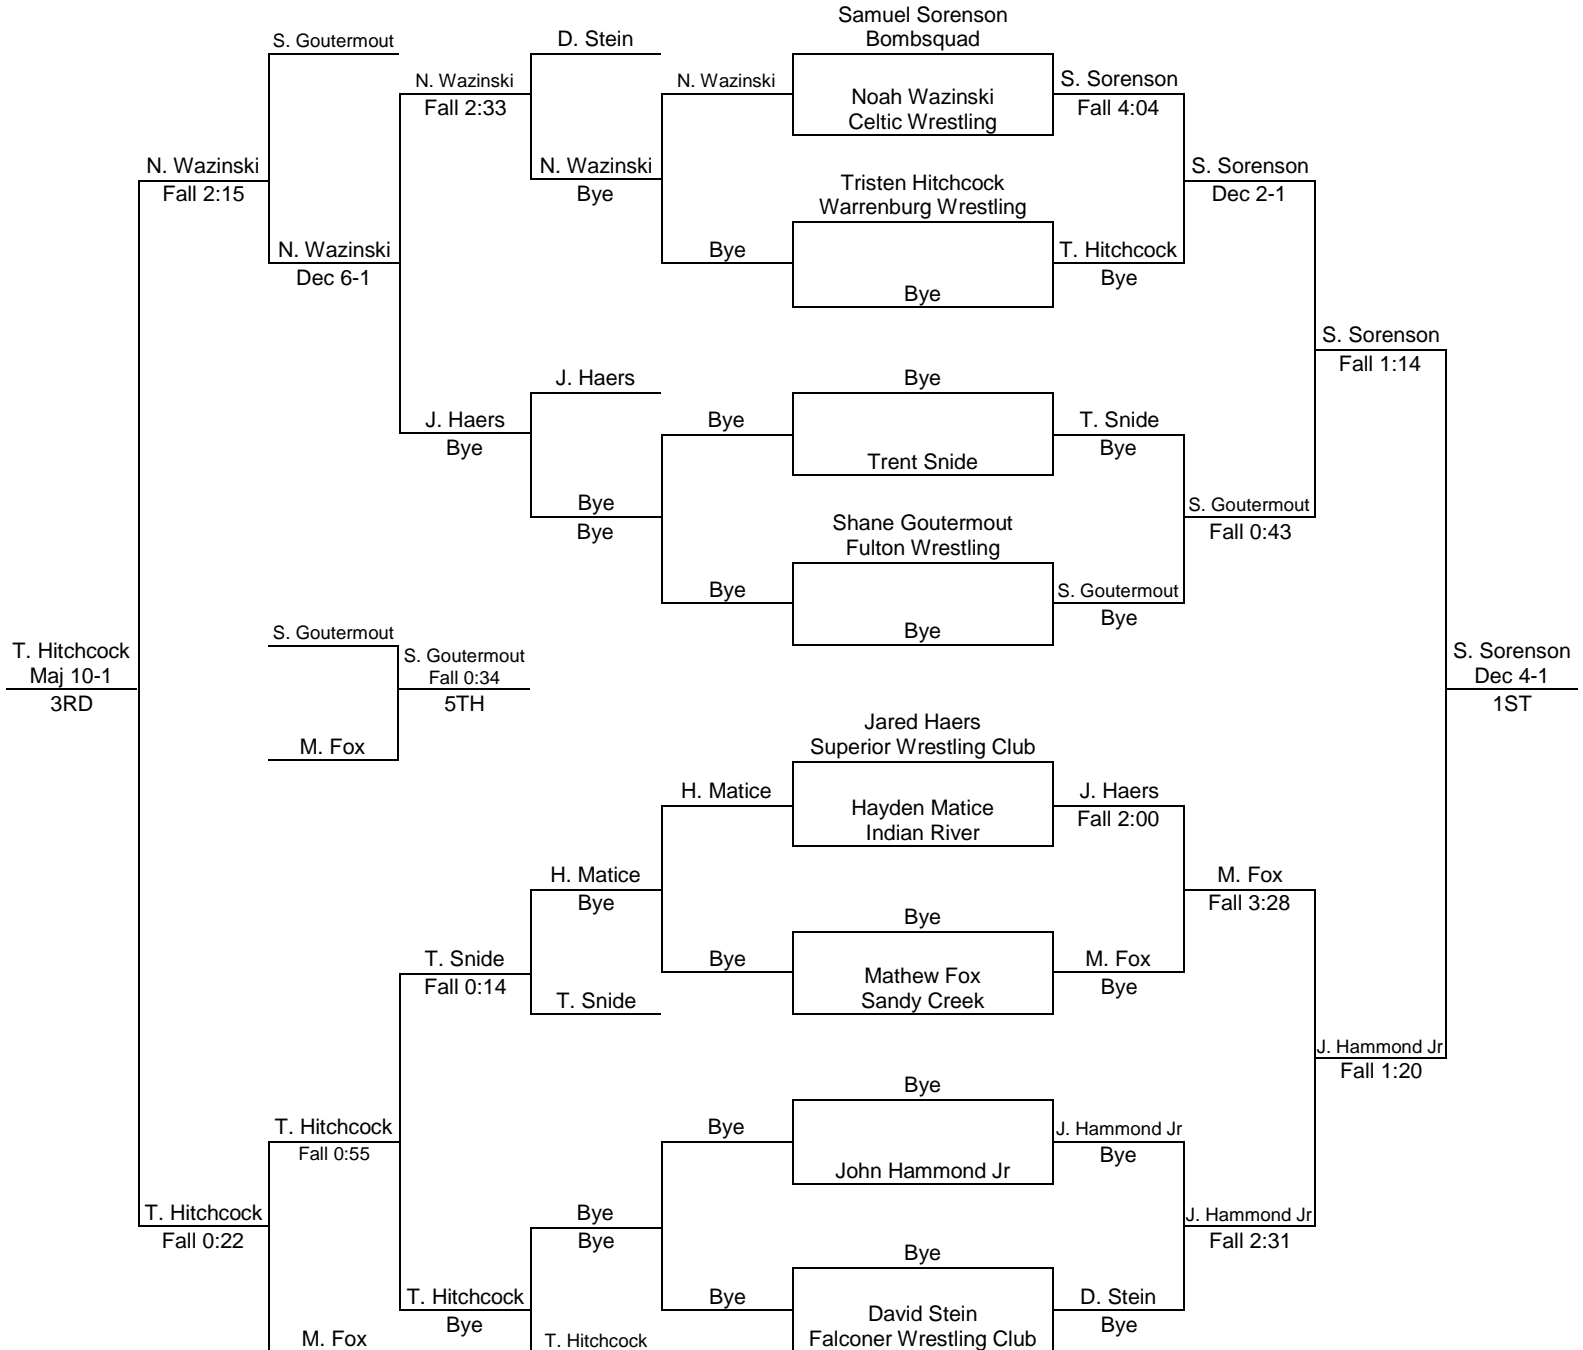 Samuel Sorenson
S. Goutermout
D. Stein
Bombsquad
N. Wazinski
N. Wazinski
S. Sorenson
Fall 2:33
Noah Wazinski
Fall 4:04
Celtic Wrestling
N. Wazinski
N. Wazinski
S. Sorenson
Fall 2:15
Bye
Tristen Hitchcock
Dec 2-1
Warrenburg Wrestling
N. Wazinski
Bye
T. Hitchcock
Dec 6-1
Bye
Bye
S. Sorenson
Fall 1:14
J. Haers
Bye
J. Haers
Bye
T. Snide
Bye
Bye
Trent Snide
Bye
S. Goutermout
Bye
Shane Goutermout
Fall 0:43
Fulton Wrestling
Bye
S. Goutermout
Bye
S. Goutermout
Bye
T. Hitchcock
S. Goutermout
S. Sorenson
Maj 10-1
Fall 0:34
Dec 4-1
3RD
5TH
1ST
M. Fox
Jared Haers
Superior Wrestling Club
H. Matice
J. Haers
Hayden Matice
Fall 2:00
Indian River
H. Matice
M. Fox
Bye
Fall 3:28
Bye
T. Snide
Bye
M. Fox
Fall 0:14
Mathew Fox
Bye
T. Snide
Sandy Creek
J. Hammond Jr
Fall 1:20
Bye
T. Hitchcock
Bye
J. Hammond Jr
Fall 0:55
Bye
John Hammond Jr
T. Hitchcock
Bye
J. Hammond Jr
Fall 0:22
Bye
Fall 2:31
Bye
T. Hitchcock
Bye
D. Stein
Bye
David Stein
Bye
M. Fox
T. Hitchcock
Falconer Wrestling Club